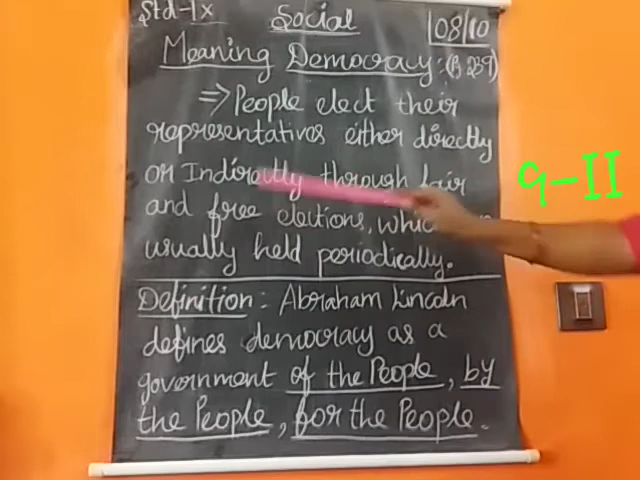 Std-IX Social 08/10
Meaning Democracy:
⇒ People elect their
representatives either directly
or Indirectly through fair
and free elections,
usually held periodically.
Definition: Abraham Lincoln
defines democracy as a
government of the People, by
the People, for the People.
9-II